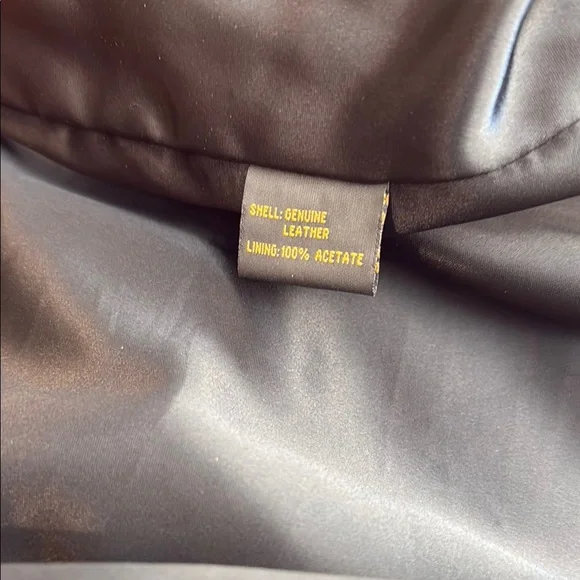 SHELL: GENUINE
LEATHER
LINING: 100% ACETATE